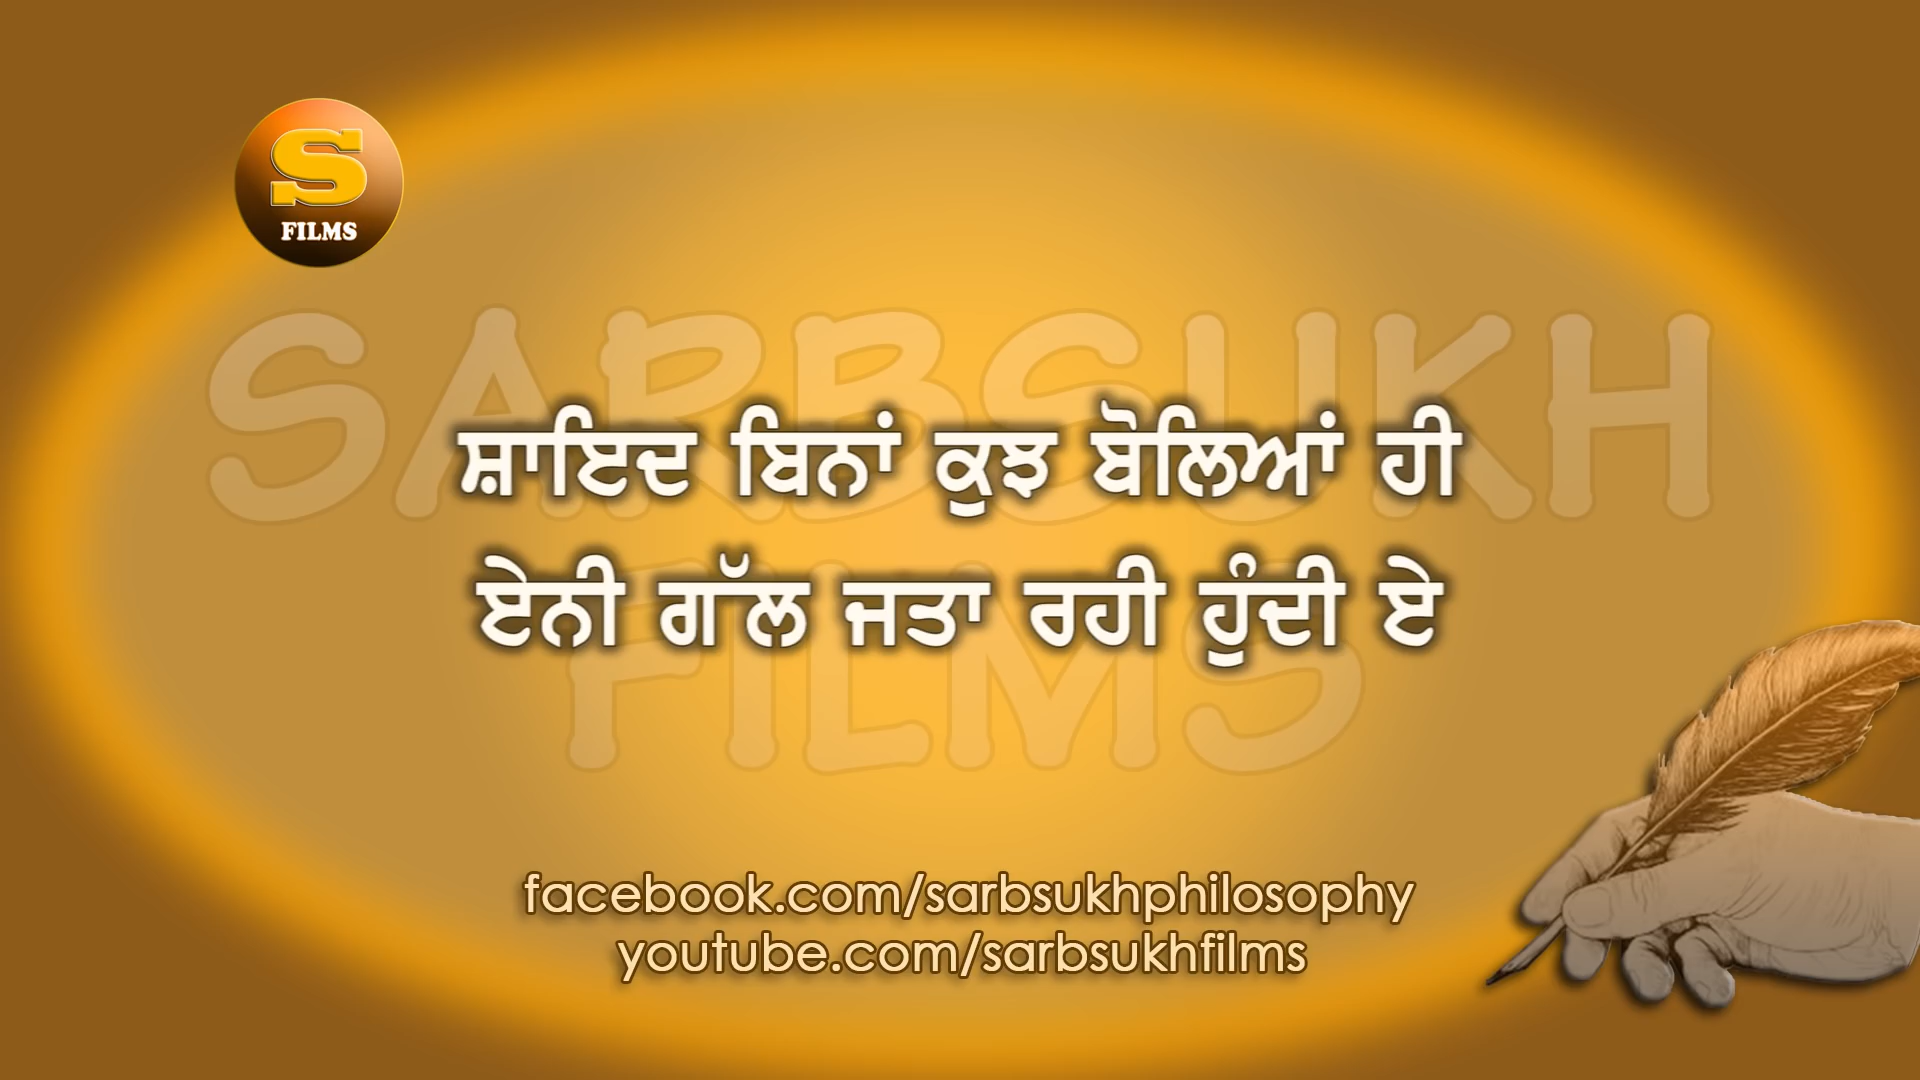 S
FILMS
SARBSUKH
FILMS
ਸ਼ਾਇਦ ਬਿਨਾਂ ਕੁਝ ਬੋਲਿਆਂ ਹੀ
ਏਨੀ ਗੱਲ ਜਤਾ ਰਹੀ ਹੁੰਦੀ ਏ
facebook.com/sarbsukhphilosophy
youtube.com/sarbsukhfilms